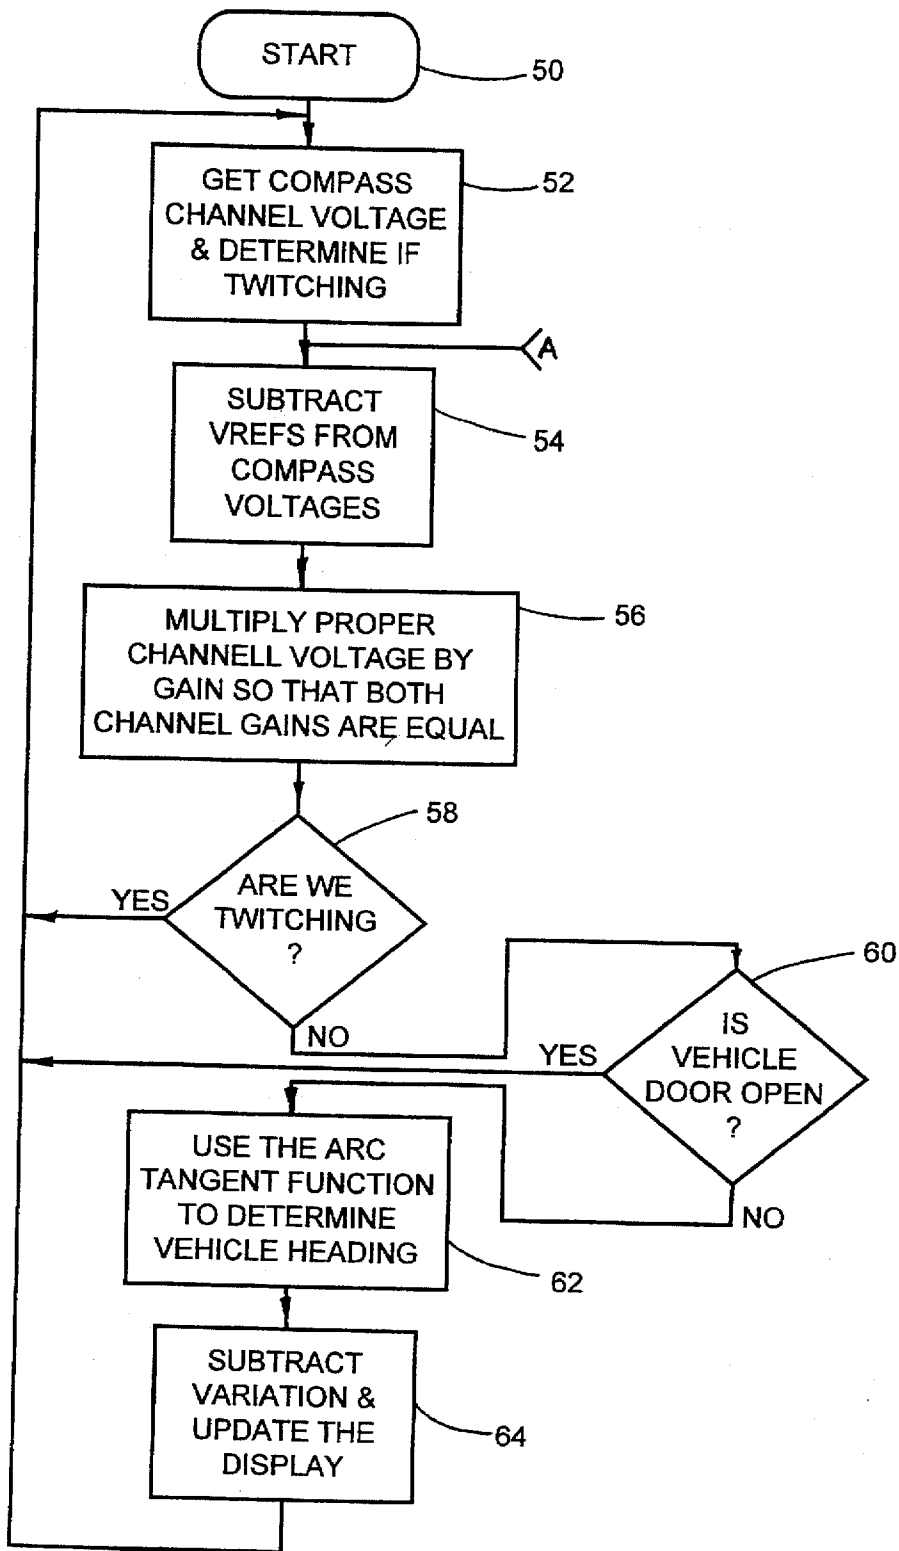 START
50
GET COMPASS
CHANNEL VOLTAGE
& DETERMINE IF
TWITCHING
52
A
SUBTRACT
VREFS FROM
COMPASS
VOLTAGES
54
MULTIPLY PROPER
CHANNELL VOLTAGE BY
GAIN SO THAT BOTH
CHANNEL GAINS ARE EQUAL
56
58
ARE WE
TWITCHING
?
YES
NO
60
IS
VEHICLE
DOOR OPEN
?
YES
NO
USE THE ARC
TANGENT FUNCTION
TO DETERMINE
VEHICLE HEADING
62
SUBTRACT
VARIATION &
UPDATE THE
DISPLAY
64